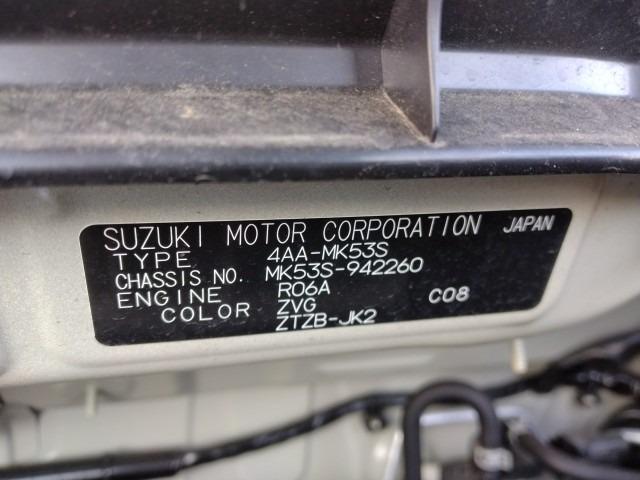 SUZUKI MOTOR CORPORATION JAPAN
TYPE 4AA-MK53S
CHASSIS NO. MK53S-942260
ENGINE R06A
COLOR ZVG C08
ZTZB-JK2